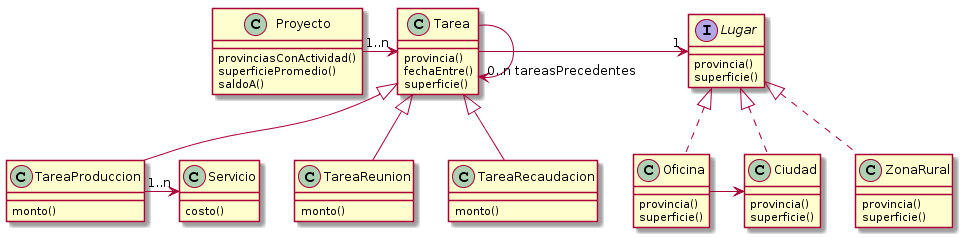 C Proyecto
provinciasConActividad()
superficiePromedio()
saldoA()
1..n
C Tarea
provincia()
fechaEntre()
superficie()
0..n tareasPrecedentes
1
I Lugar
provincia()
superficie()
C TareaProduccion
monto()
1..n
C Servicio
costo()
C TareaReunion
monto()
C TareaRecaudacion
monto()
C Oficina
provincia()
superficie()
C Ciudad
provincia()
superficie()
C ZonaRural
provincia()
superficie()